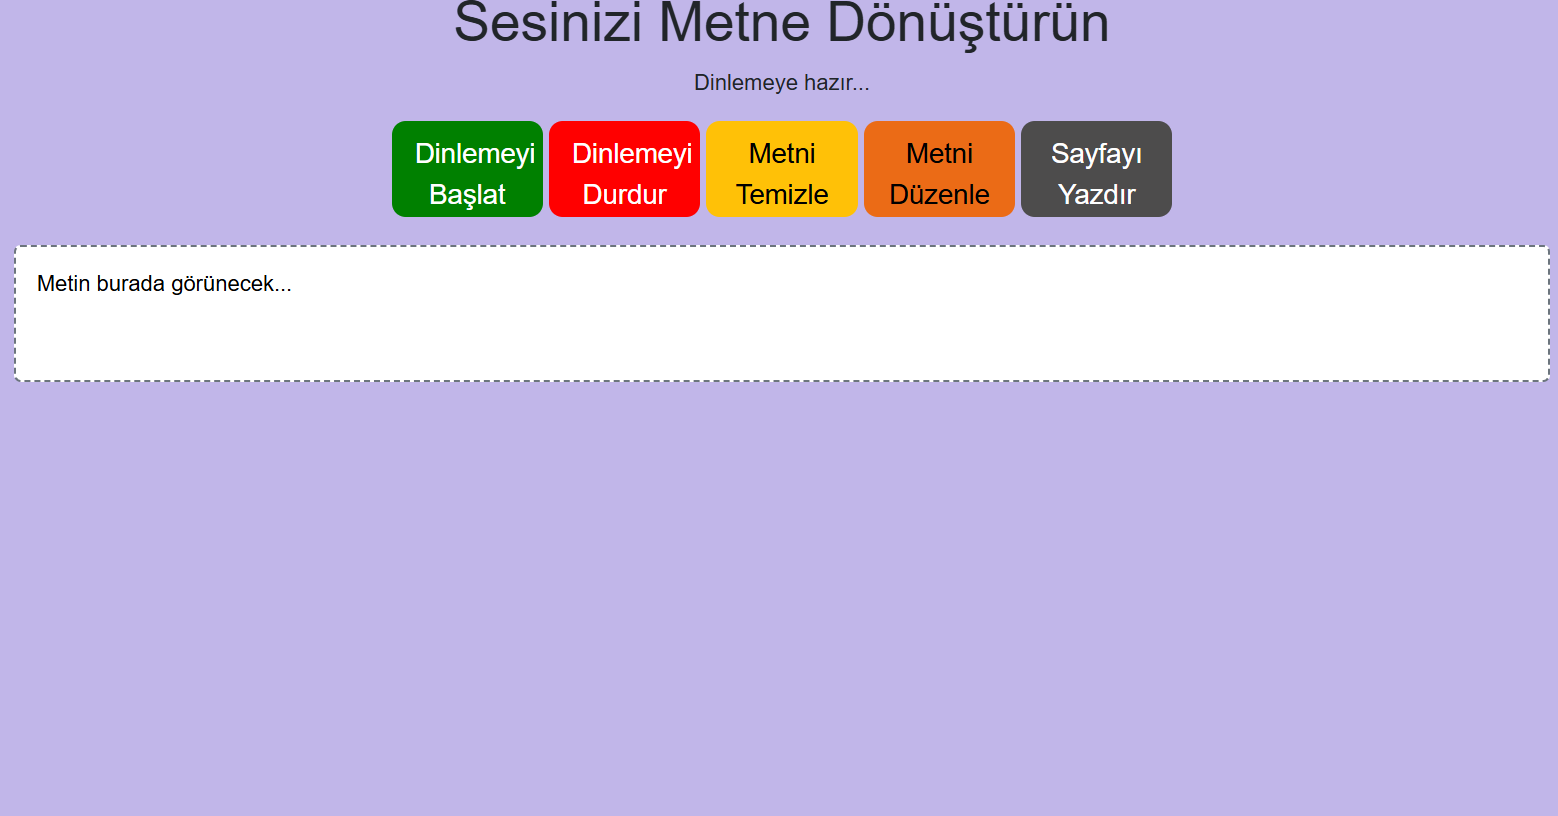 Sesinizi Metne Dönüştürün
Dinlemeye hazır...
Dinlemeyi
Başlat
Dinlemeyi
Durdur
Metni
Temizle
Metni
Düzenle
Sayfayı
Yazdır
Metin burada görünecek...